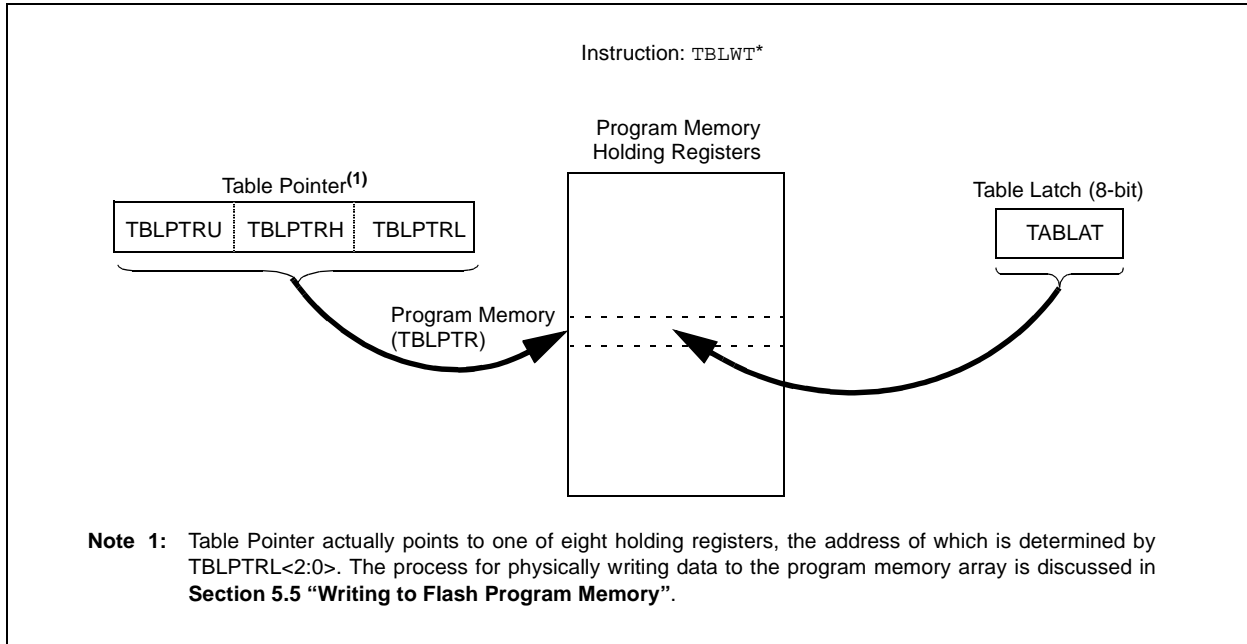 Instruction: TBLWT*
Program Memory
Holding Registers
Table Pointer(1)
Table Latch (8-bit)
TBLPTRU TBLPTRH TBLPTRL
TABLAT
Program Memory
(TBLPTR)
Note 1: Table Pointer actually points to one of eight holding registers, the address of which is determined by
TBLPTRL<2:0>. The process for physically writing data to the program memory array is discussed in
Section 5.5 “Writing to Flash Program Memory”.